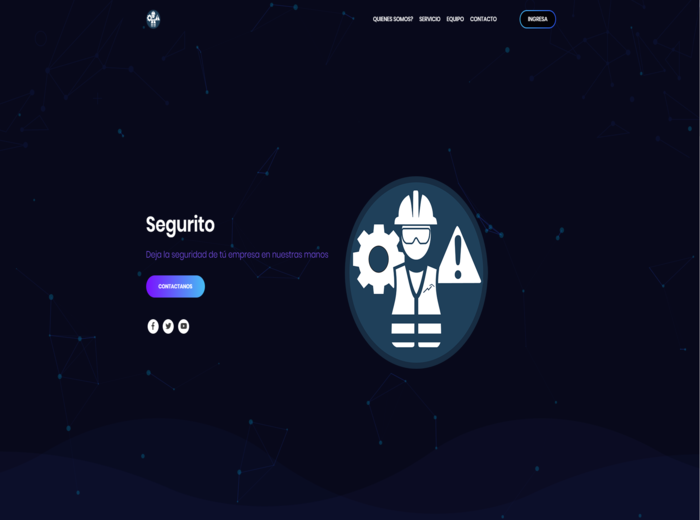 QUIENES SOMOS? SERVICIO EQUIPO CONTACTO INGRESA
Segurito
Deja la seguridad de tú empresa en nuestras manos
CONTACTANOS